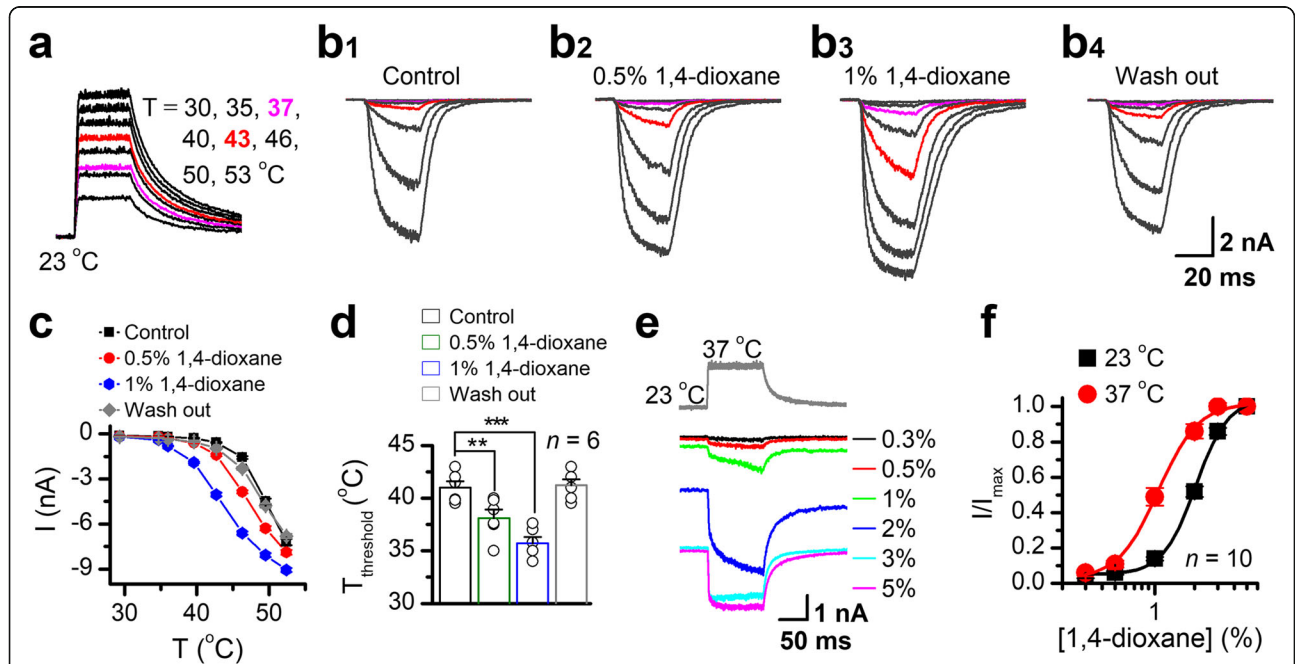 a
T = 30, 35, 37,
40, 43, 46,
50, 53 °C
23 °C
b1
Control
b2
0.5% 1,4-dioxane
b3
1% 1,4-dioxane
b4
Wash out
2 nA
20 ms
c
Control
0.5% 1,4-dioxane
1% 1,4-dioxane
Wash out
0
-3
-6
-9
I (nA)
30
40
50
T (°C)
d
Control
0.5% 1,4-dioxane
1% 1,4-dioxane
Wash out
***
**
n = 6
45
40
35
30
Tthreshold (°C)
e
37 °C
23 °C
0.3%
0.5%
1%
2%
3%
5%
1 nA
50 ms
f
23 °C
37 °C
1.0
0.8
0.6
0.4
0.2
0.0
I/Imax
n = 10
1
[1,4-dioxane] (%)